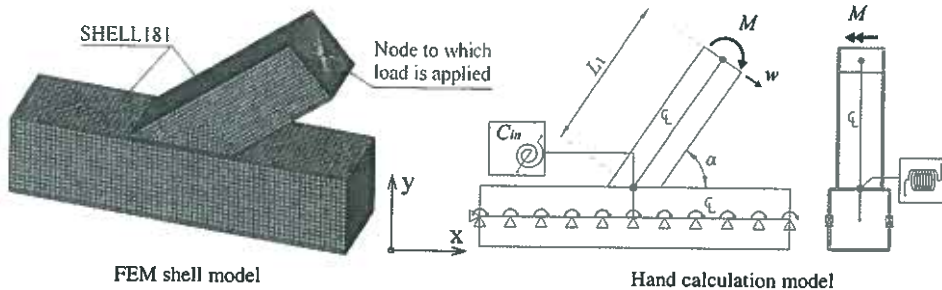 SHELL181
Node to which
load is applied
y
x
FEM shell model
L1
M
w
℄
Cin
α
℄
Hand calculation model
M
℄